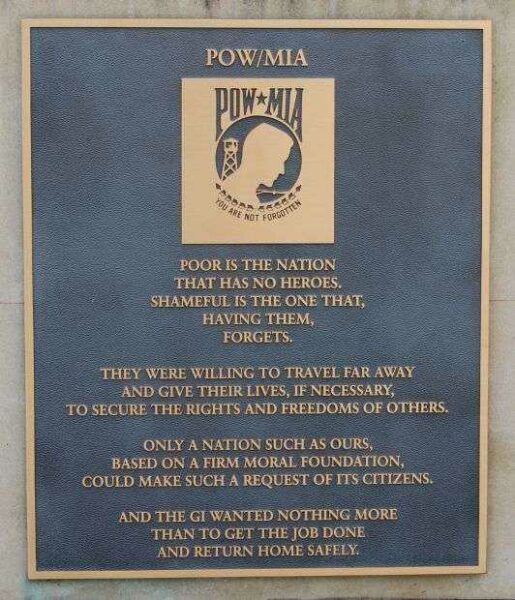 POW/MIA
POW★MIA
YOU ARE NOT FORGOTTEN
POOR IS THE NATION
THAT HAS NO HEROES.
SHAMEFUL IS THE ONE THAT,
HAVING THEM,
FORGETS.
THEY WERE WILLING TO TRAVEL FAR AWAY
AND GIVE THEIR LIVES, IF NECESSARY,
TO SECURE THE RIGHTS AND FREEDOMS OF OTHERS.
ONLY A NATION SUCH AS OURS,
BASED ON A FIRM MORAL FOUNDATION,
COULD MAKE SUCH A REQUEST OF ITS CITIZENS.
AND THE GI WANTED NOTHING MORE
THAN TO GET THE JOB DONE
AND RETURN HOME SAFELY.